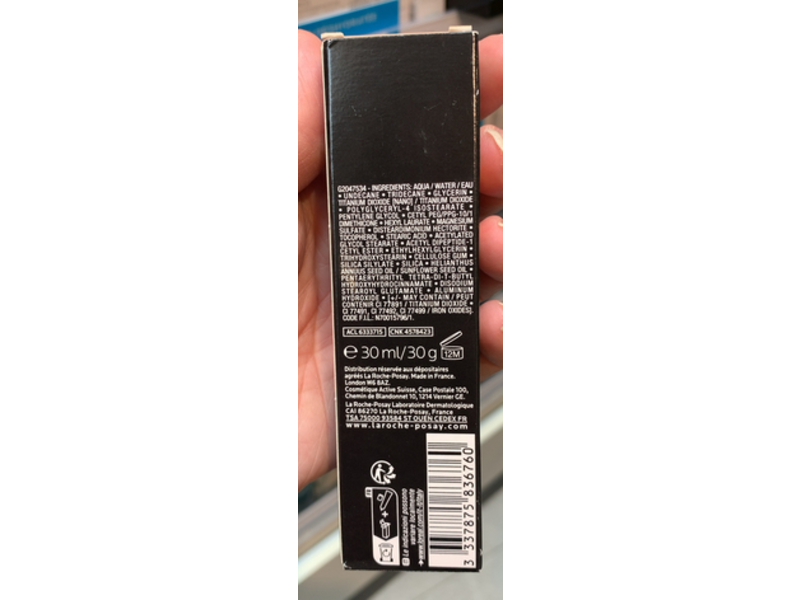 G2047534 - INGREDIENTS: AQUA / WATER / EAU
• UNDECANE • TRIDECANE • GLYCERIN •
TITANIUM DIOXIDE [NANO] / TITANIUM DIOXIDE
• POLYGLYCERYL-4 ISOSTEARATE •
PENTYLENE GLYCOL • CETYL PEG/PPG-10/1
DIMETHICONE • HEXYL LAURATE • MAGNESIUM
SULFATE • DISTEARDIMONIUM HECTORITE •
TOCOPHEROL • STEARIC ACID • ACETYLATED
GLYCOL STEARATE • ACETYL DIPEPTIDE-1
CETYL ESTER • ETHYLHEXYLGLYCERIN •
TRIHYDROXYSTEARIN • CELLULOSE GUM •
SILICA SILYLATE • SILICA • HELIANTHUS
ANNUUS SEED OIL / SUNFLOWER SEED OIL •
PENTAERYTHRITYL TETRA-DI-T-BUTYL
HYDROXYHYDROCINNAMATE • DISODIUM
STEAROYL GLUTAMATE • ALUMINUM
HYDROXIDE • [+/- MAY CONTAIN / PEUT
CONTENIR CI 77891 / TITANIUM DIOXIDE •
CI 77491, CI 77492, CI 77499 / IRON OXIDES].
CODE F.I.L.: N70015796/1.
ACL 6333715 CNK 4578423
e 30 ml/30 g 12M
Distribution réservée aux dépositaires
agréés La Roche-Posay. Made in France.
London W6 8AZ.
Cosmétique Active Suisse, Case Postale 100,
Chemin de Blandonnet 10, 1214 Vernier GE.
La Roche-Posay Laboratoire Dermatologique
CAI 86270 La Roche-Posay, France
TSA 75000 93584 ST OUEN CEDEX FR
www.laroche-posay.com
Le indicazioni possono
variare localmente
3 337875 836760